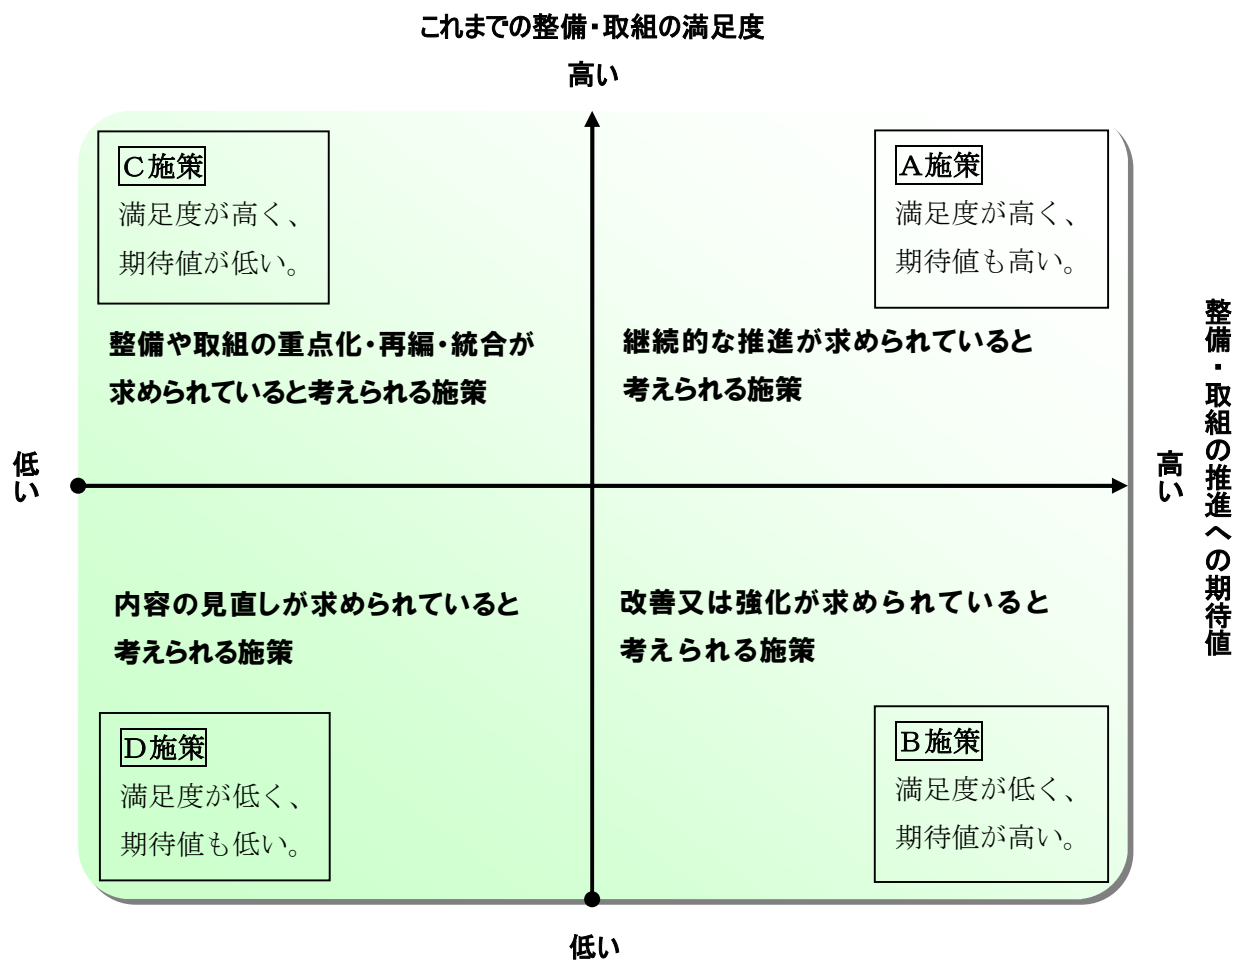 これまでの整備・取組の満足度
高い
Ｃ施策
満足度が高く、
期待値が低い。
整備や取組の重点化・再編・統合が
求められていると考えられる施策
Ａ施策
満足度が高く、
期待値も高い。
継続的な推進が求められていると
考えられる施策
低い
高い
整備・取組の推進への期待値
内容の見直しが求められていると
考えられる施策
Ｄ施策
満足度が低く、
期待値も低い。
改善又は強化が求められていると
考えられる施策
Ｂ施策
満足度が低く、
期待値が高い。
低い